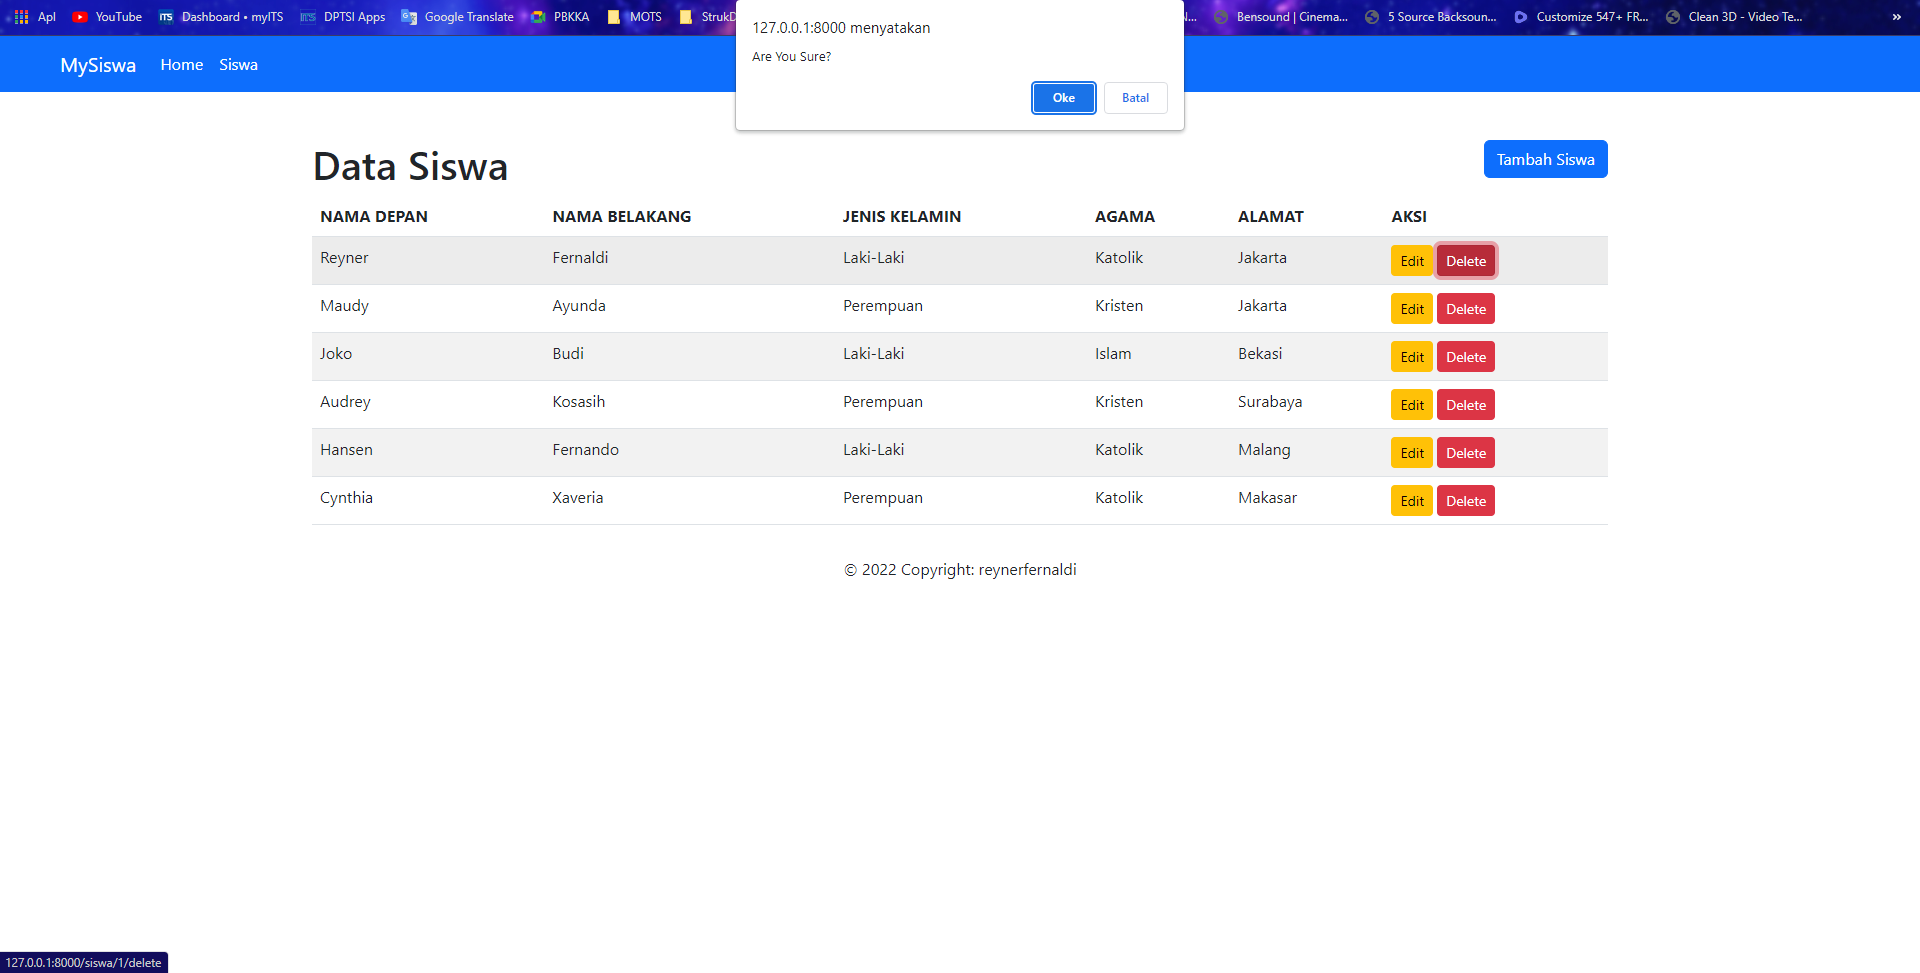 Apl YouTube Dashboard • myITS DPTSI Apps Google Translate PBKKA MOTS StrukD N... Bensound | Cinema... 5 Source Backsoun... Customize 547+ FR... Clean 3D - Video Te... »
127.0.0.1:8000 menyatakan
Are You Sure?
Oke Batal
MySiswa Home Siswa
Data Siswa
Tambah Siswa
NAMA DEPAN NAMA BELAKANG JENIS KELAMIN AGAMA ALAMAT AKSI
Reyner Fernaldi Laki-Laki Katolik Jakarta Edit Delete
Maudy Ayunda Perempuan Kristen Jakarta Edit Delete
Joko Budi Laki-Laki Islam Bekasi Edit Delete
Audrey Kosasih Perempuan Kristen Surabaya Edit Delete
Hansen Fernando Laki-Laki Katolik Malang Edit Delete
Cynthia Xaveria Perempuan Katolik Makasar Edit Delete
© 2022 Copyright: reynerfernaldi
127.0.0.1:8000/siswa/1/delete